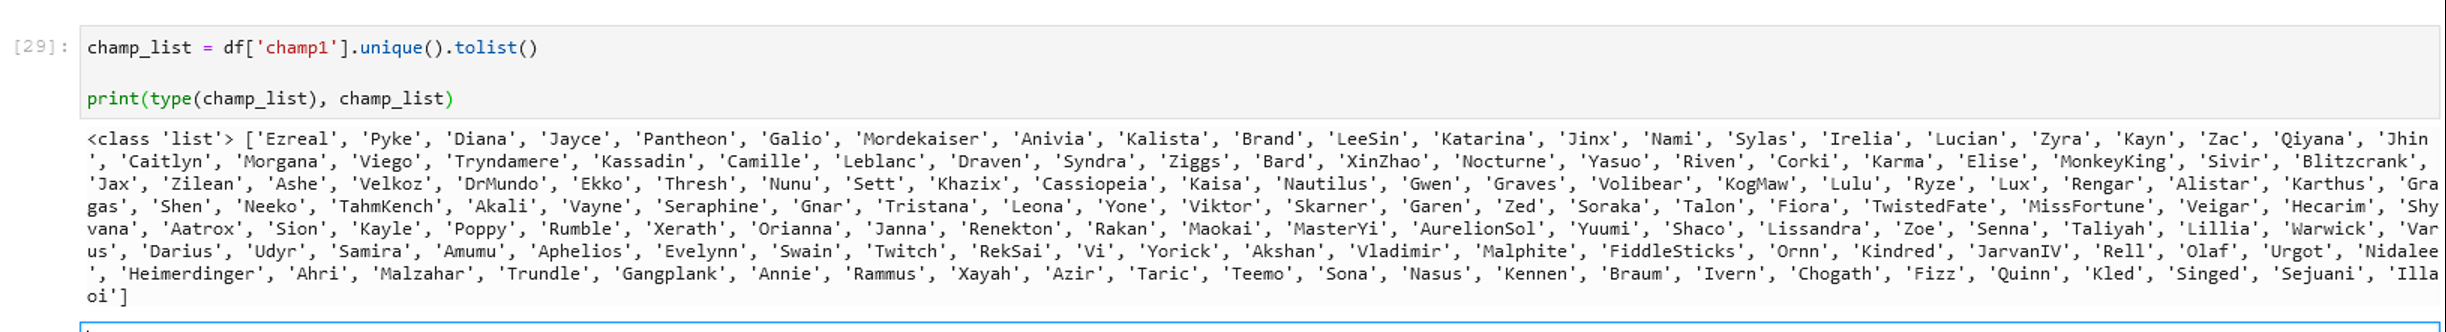 [29]: champ_list = df['champ1'].unique().tolist()
print(type(champ_list), champ_list)
<class 'list'> ['Ezreal', 'Pyke', 'Diana', 'Jayce', 'Pantheon', 'Galio', 'Mordekaiser', 'Anivia', 'Kalista', 'Brand', 'LeeSin', 'Katarina', 'Jinx', 'Nami', 'Sylas', 'Irelia', 'Lucian', 'Zyra', 'Kayn', 'Zac', 'Qiyana', 'Jhin
', 'Caitlyn', 'Morgana', 'Viego', 'Tryndamere', 'Kassadin', 'Camille', 'Leblanc', 'Draven', 'Syndra', 'Ziggs', 'Bard', 'XinZhao', 'Nocturne', 'Yasuo', 'Riven', 'Corki', 'Karma', 'Elise', 'MonkeyKing', 'Sivir', 'Blitzcrank',
'Jax', 'Zilean', 'Ashe', 'Velkoz', 'DrMundo', 'Ekko', 'Thresh', 'Nunu', 'Sett', 'Khazix', 'Cassiopeia', 'Kaisa', 'Nautilus', 'Gwen', 'Graves', 'Volibear', 'KogMaw', 'Lulu', 'Ryze', 'Lux', 'Rengar', 'Alistar', 'Karthus', 'Gra
gas', 'Shen', 'Neeko', 'TahmKench', 'Akali', 'Vayne', 'Seraphine', 'Gnar', 'Tristana', 'Leona', 'Yone', 'Viktor', 'Skarner', 'Garen', 'Zed', 'Soraka', 'Talon', 'Fiora', 'TwistedFate', 'MissFortune', 'Veigar', 'Hecarim', 'Shy
vana', 'Aatrox', 'Sion', 'Kayle', 'Poppy', 'Rumble', 'Xerath', 'Orianna', 'Janna', 'Renekton', 'Rakan', 'Maokai', 'MasterYi', 'AurelionSol', 'Yuumi', 'Shaco', 'Lissandra', 'Zoe', 'Senna', 'Taliyah', 'Lillia', 'Warwick', 'Var
us', 'Darius', 'Udyr', 'Samira', 'Amumu', 'Aphelios', 'Evelynn', 'Swain', 'Twitch', 'RekSai', 'Vi', 'Yorick', 'Akshan', 'Vladimir', 'Malphite', 'FiddleSticks', 'Ornn', 'Kindred', 'JarvanIV', 'Rell', 'Olaf', 'Urgot', 'Nidalee
', 'Heimerdinger', 'Ahri', 'Malzahar', 'Trundle', 'Gangplank', 'Annie', 'Rammus', 'Xayah', 'Azir', 'Taric', 'Teemo', 'Sona', 'Nasus', 'Kennen', 'Braum', 'Ivern', 'Chogath', 'Fizz', 'Quinn', 'Kled', 'Singed', 'Sejuani', 'Illa
oi']